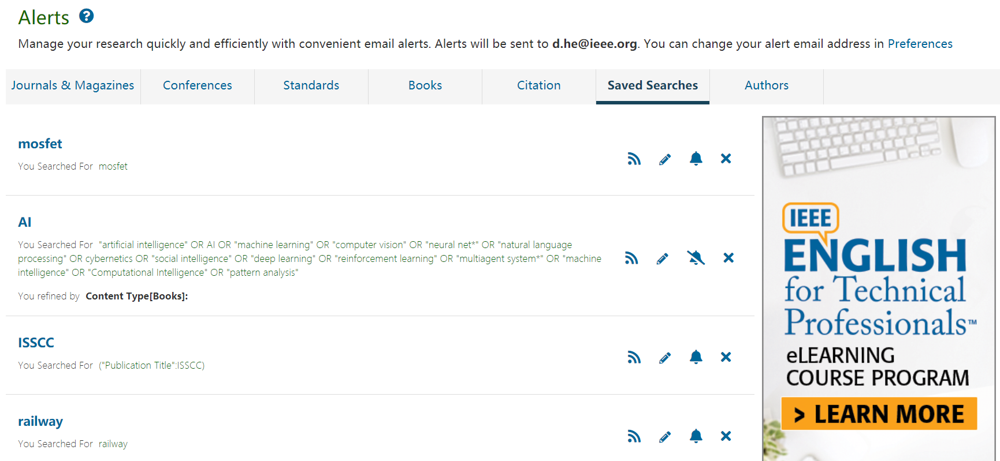 Alerts ?
Manage your research quickly and efficiently with convenient email alerts. Alerts will be sent to d.he@ieee.org. You can change your alert email address in Preferences
Journals & Magazines Conferences Standards Books Citation Saved Searches Authors
mosfet
You Searched For mosfet
AI
You Searched For "artificial intelligence" OR AI OR "machine learning" OR "computer vision" OR "neural net*" OR "natural language
processing" OR cybernetics OR "social intelligence" OR "deep learning" OR "reinforcement learning" OR "multiagent system*" OR "machine
intelligence" OR "Computational Intelligence" OR "pattern analysis"
You refined by Content Type[Books]:
ISSCC
You Searched For ("Publication Title":ISSCC)
railway
You Searched For railway
IEEE
ENGLISH
for Technical
Professionals™
eLEARNING
COURSE PROGRAM
> LEARN MORE